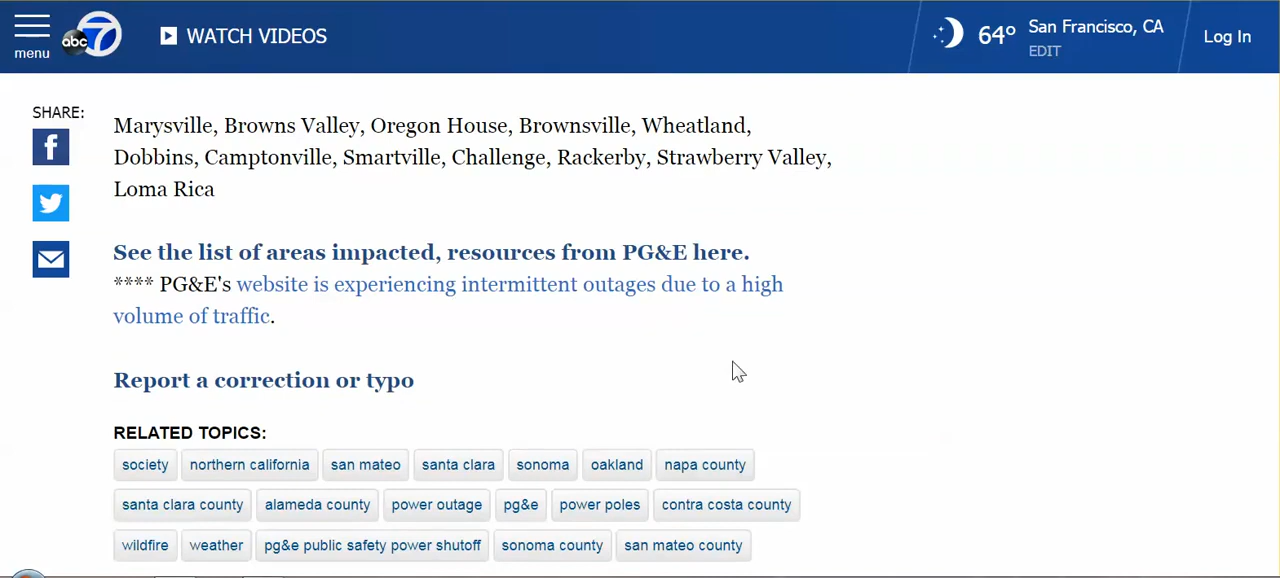 menu
abc 7
WATCH VIDEOS
64°
San Francisco, CA
EDIT
Log In
SHARE:
f
Marysville, Browns Valley, Oregon House, Brownsville, Wheatland,
Dobbins, Camptonville, Smartville, Challenge, Rackerby, Strawberry Valley,
Loma Rica
See the list of areas impacted, resources from PG&E here.
**** PG&E's website is experiencing intermittent outages due to a high
volume of traffic.
Report a correction or typo
RELATED TOPICS:
society northern california san mateo santa clara sonoma oakland napa county
santa clara county alameda county power outage pg&e power poles contra costa county
wildfire weather pg&e public safety power shutoff sonoma county san mateo county